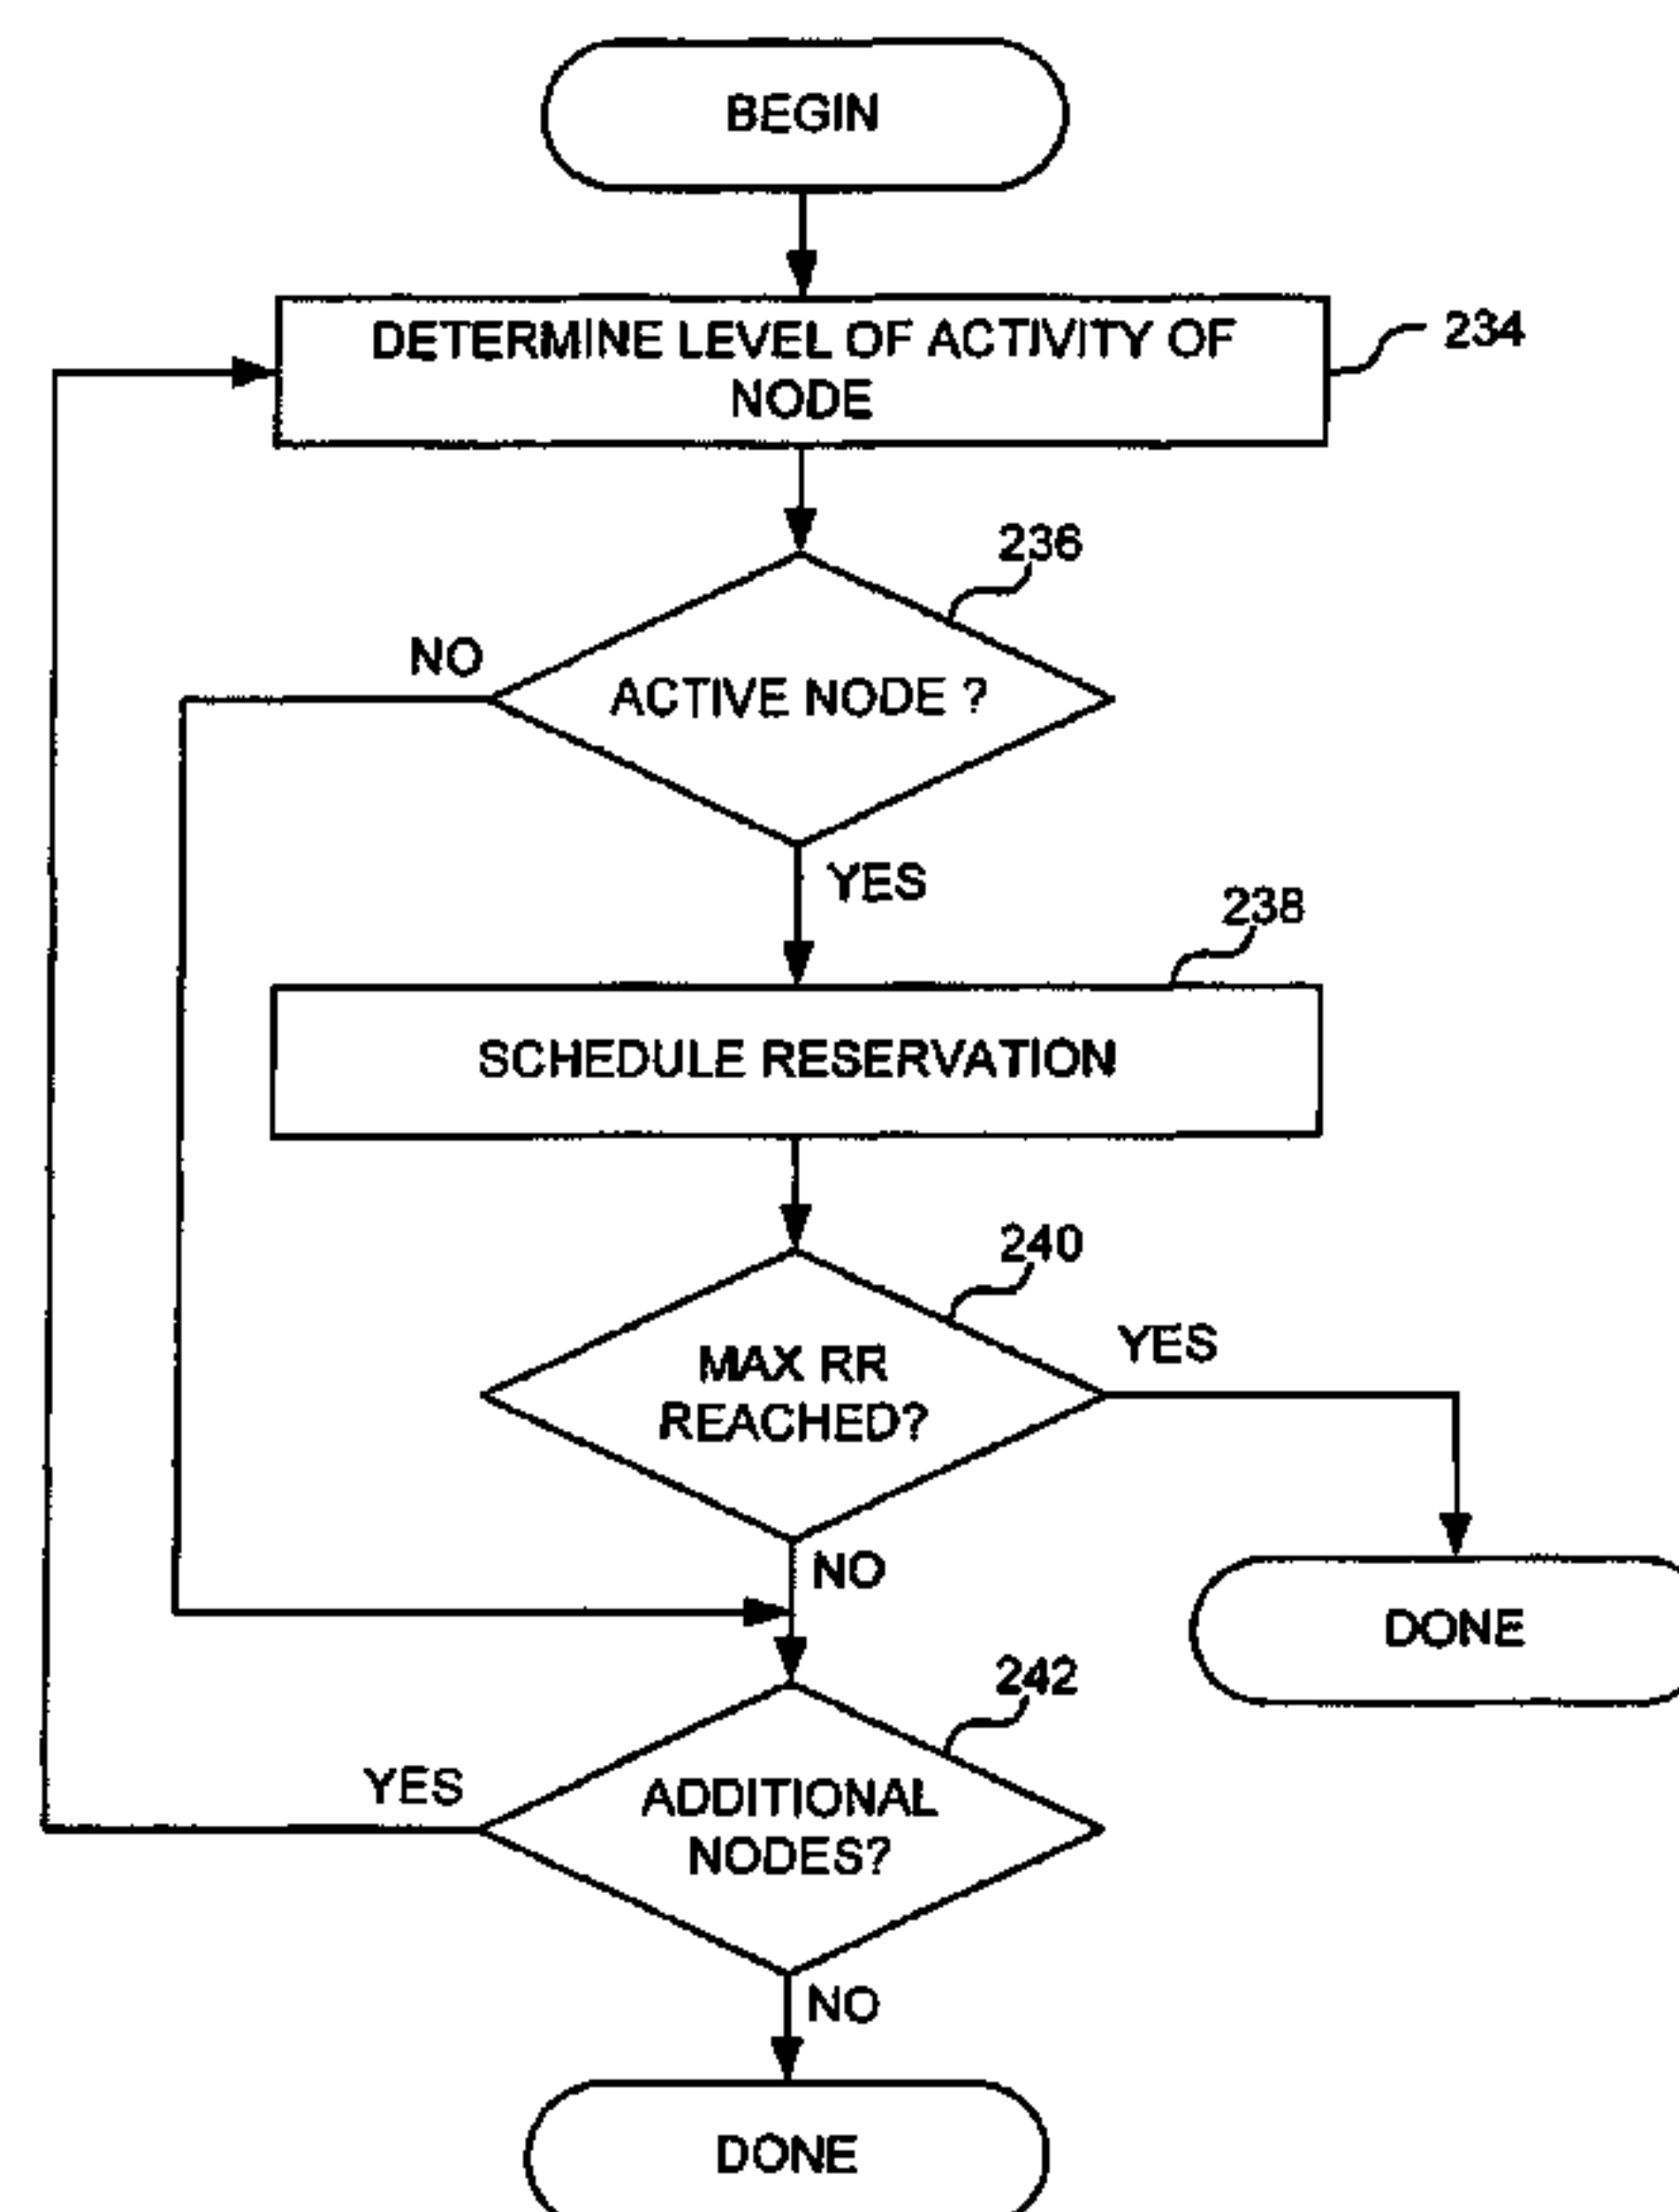 BEGIN
DETERMINE LEVEL OF ACTIVITY OF
NODE
234
236
NO
ACTIVE NODE ?
YES
238
SCHEDULE RESERVATION
240
MAX RR
REACHED?
YES
NO
DONE
242
YES
ADDITIONAL
NODES?
NO
DONE